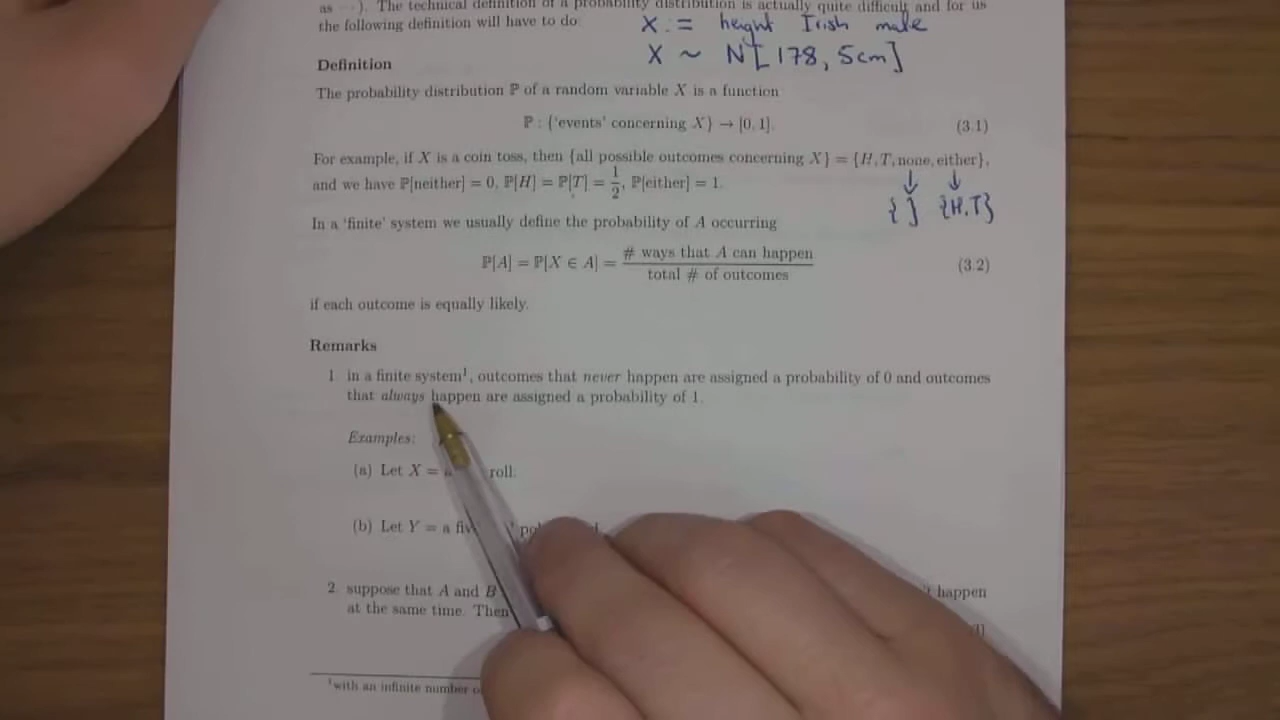 as ···). The technical definition of a probability distribution is actually quite difficult and for us
the following definition will have to do:
X := height Irish male
X ~ N[178, 5cm]
Definition
The probability distribution ℙ of a random variable X is a function
ℙ : {'events' concerning X} → [0, 1]. (3.1)
For example, if X is a coin toss, then {all possible outcomes concerning X} = {H, T, none, either},
and we have ℙ[neither] = 0, ℙ[H] = ℙ[T] = 1/2, ℙ[either] = 1.
↓ ↓
{ } {H,T}
In a 'finite' system we usually define the probability of A occurring
ℙ[A] = ℙ[X ∈ A] = # ways that A can happen / total # of outcomes (3.2)
if each outcome is equally likely.
Remarks
1. in a finite system¹, outcomes that never happen are assigned a probability of 0 and outcomes
that always happen are assigned a probability of 1.
Examples:
(a) Let X = a roll.
(b) Let Y = a
2. suppose that A and B happen
at the same time. Then
¹with an infinite number